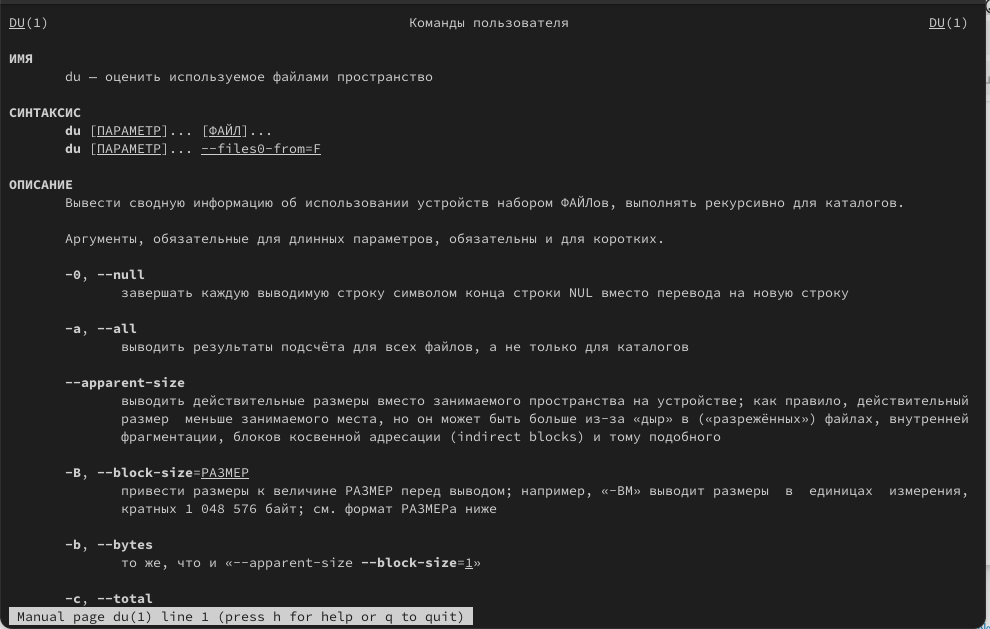 DU(1) Команды пользователя DU(1)
ИМЯ
du — оценить используемое файлами пространство
СИНТАКСИС
du [ПАРАМЕТР]... [ФАЙЛ]...
du [ПАРАМЕТР]... --files0-from=F
ОПИСАНИЕ
Вывести сводную информацию об использовании устройств набором ФАЙЛов, выполнять рекурсивно для каталогов.
Аргументы, обязательные для длинных параметров, обязательны и для коротких.
-0, --null
завершать каждую выводимую строку символом конца строки NUL вместо перевода на новую строку
-a, --all
выводить результаты подсчёта для всех файлов, а не только для каталогов
--apparent-size
выводить действительные размеры вместо занимаемого пространства на устройстве; как правило, действительный
размер  меньше занимаемого места, но он может быть больше из-за «дыр» в («разрежённых») файлах, внутренней
фрагментации, блоков косвенной адресации (indirect blocks) и тому подобного
-B, --block-size=РАЗМЕР
привести размеры к величине РАЗМЕР перед выводом; например, «-BM» выводит размеры  в  единицах  измерения,
кратных 1 048 576 байт; см. формат РАЗМЕРа ниже
-b, --bytes
то же, что и «--apparent-size --block-size=1»
-c, --total
Manual page du(1) line 1 (press h for help or q to quit)